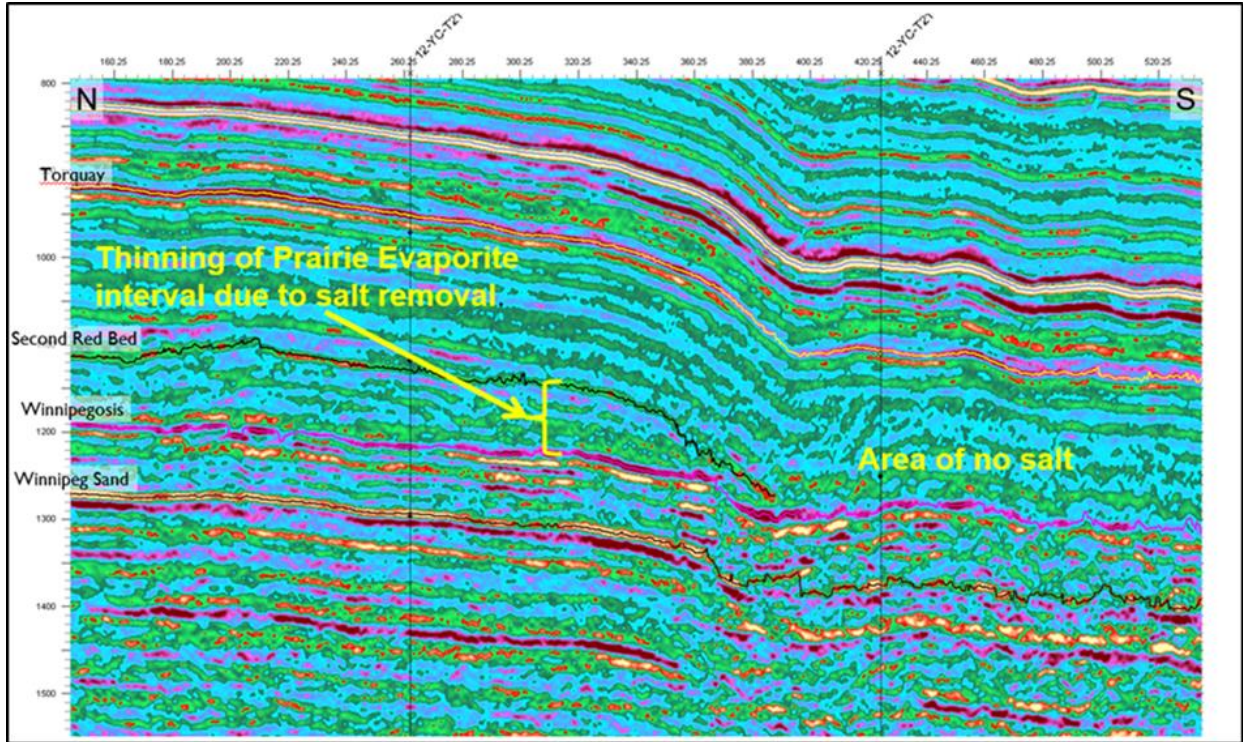 12-YC-T21
12-YC-T21
160.25 180.25 200.25 220.25 240.25 260.25 280.25 300.25 320.25 340.25 360.25 380.25 400.25 420.25 440.25 460.25 480.25 500.25 520.25
800
N
S
Torquay
1000
Thinning of Prairie Evaporite
interval due to salt removal
Second Red Bed
Winnipegosis
1200
Area of no salt
Winnipeg Sand
1300
1400
1500